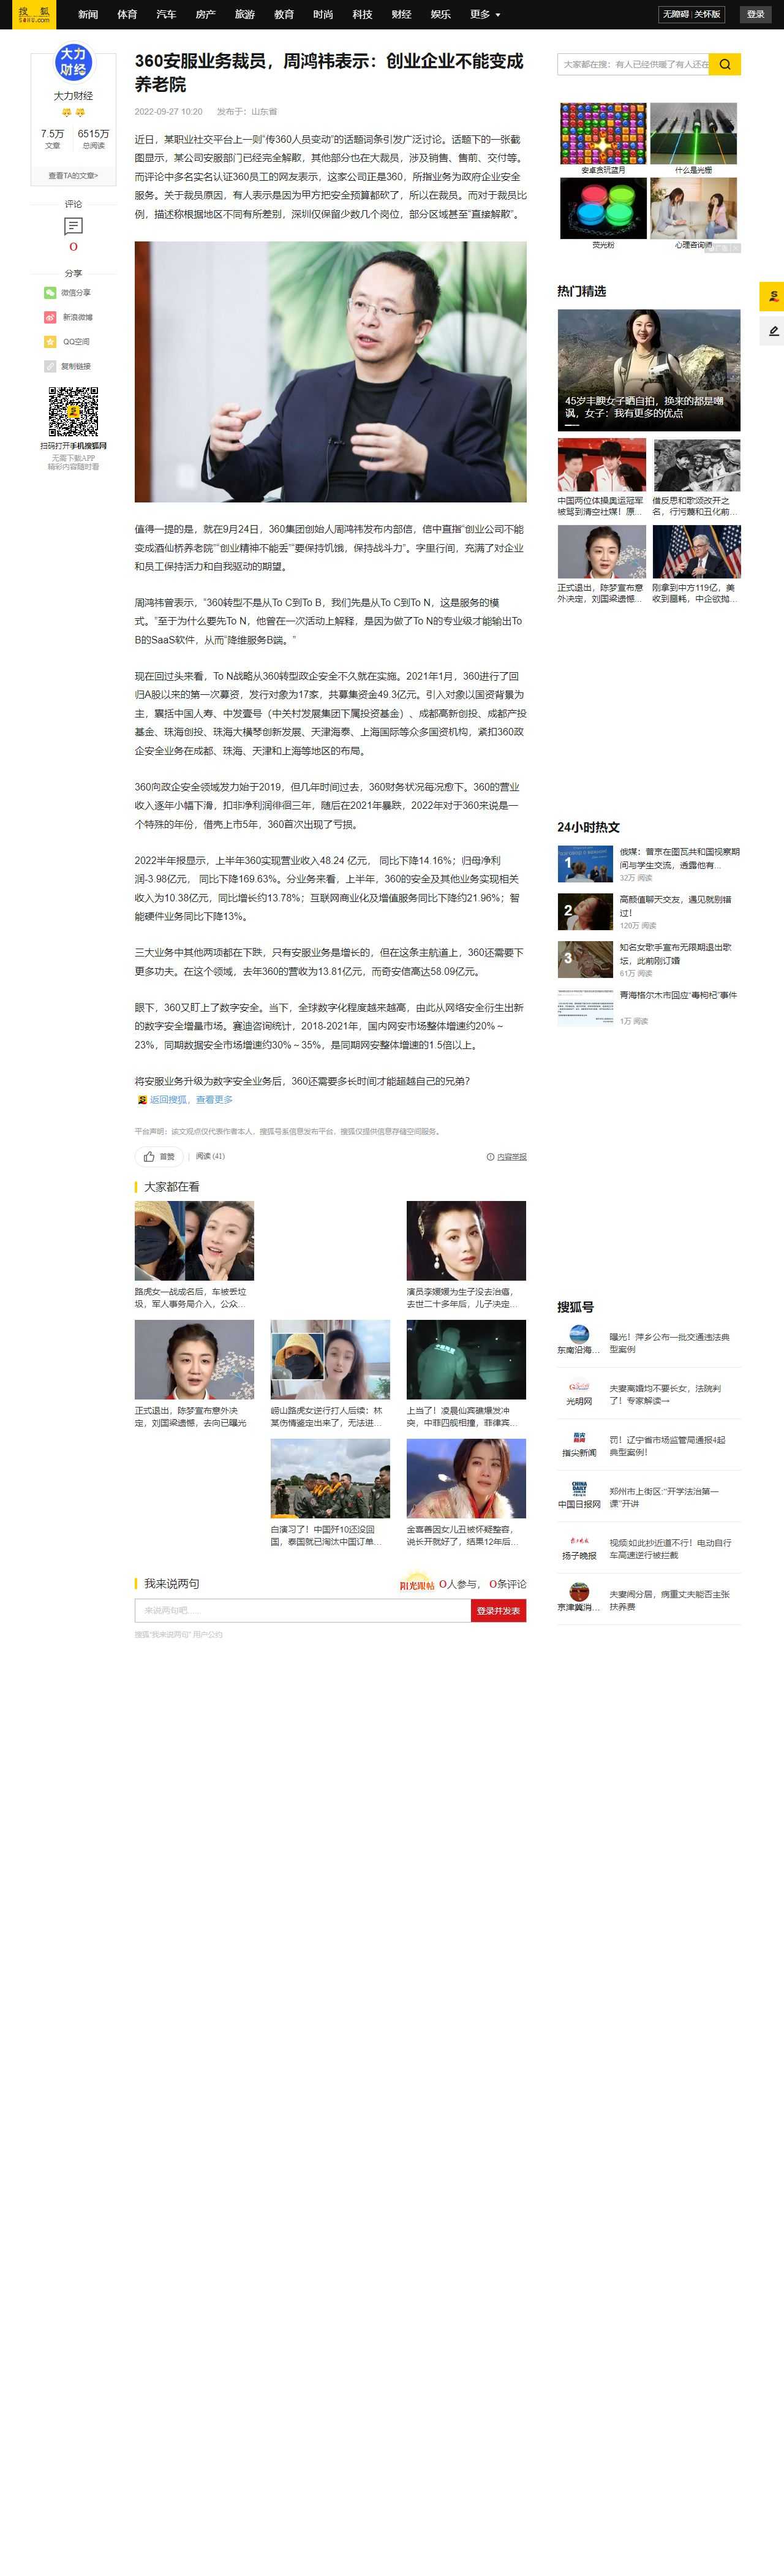 搜 狐
SOHU.com
新闻 体育 汽车 房产 旅游 教育 时尚 科技 财经 娱乐 更多
无障碍 关怀版 登录
大力
财经
大力财经
7.5万 6515万
文章 总阅读
查看TA的文章>
评论
0
分享
微信分享
新浪微博
QQ空间
复制链接
扫码打开手机搜狐网
无需下载APP
精彩内容随时看
360安服业务裁员，周鸿祎表示：创业企业不能变成
养老院
2022-09-27 10:20 发布于：山东省
近日，某职业社交平台上一则“传360人员变动”的话题词条引发广泛讨论。话题下的一张截
图显示，某公司安服部门已经完全解散，其他部分也在大裁员，涉及销售、售前、交付等。
而评论中多名实名认证360员工的网友表示，这家公司正是360，所指业务为政府企业安全
服务。关于裁员原因，有人表示是因为甲方把安全预算都砍了，所以在裁员。而对于裁员比
例，描述称根据地区不同有所差别，深圳仅保留少数几个岗位，部分区域甚至“直接解散”。
值得一提的是，就在9月24日，360集团创始人周鸿祎发布内部信，信中直指“创业公司不能
变成酒仙桥养老院”“创业精神不能丢”“要保持饥饿，保持战斗力”。字里行间，充满了对企业
和员工保持活力和自我驱动的期望。
周鸿祎曾表示，“360转型不是从To C到To B，我们先是从To C到To N，这是服务的模
式。”至于为什么要先To N，他曾在一次活动上解释，是因为做了To N的专业级才能输出To
B的SaaS软件，从而“降维服务B端。”
现在回过头来看，To N战略从360转型政企安全不久就在实施。2021年1月，360进行了回
归A股以来的第一次募资，发行对象为17家，共募集资金49.3亿元。引入对象以国资背景为
主，囊括中国人寿、中发壹号（中关村发展集团下属投资基金）、成都高新创投、成都产投
基金、珠海创投、珠海大横琴创新发展、天津海泰、上海国际等众多国资机构，紧扣360政
企安全业务在成都、珠海、天津和上海等地区的布局。
360向政企安全领域发力始于2019，但几年时间过去，360财务状况每况愈下。360的营业
收入逐年小幅下滑，扣非净利润徘徊三年，随后在2021年暴跌，2022年对于360来说是一
个特殊的年份，借壳上市5年，360首次出现了亏损。
2022半年报显示，上半年360实现营业收入48.24 亿元， 同比下降14.16%；归母净利
润-3.98亿元， 同比下降169.63%。分业务来看，上半年，360的安全及其他业务实现相关
收入为10.38亿元，同比增长约13.78%；互联网商业化及增值服务同比下降约21.96%；智
能硬件业务同比下降13%。
三大业务中其他两项都在下跌，只有安服业务是增长的，但在这条主航道上，360还需要下
更多功夫。在这个领域，去年360的营收为13.81亿元，而奇安信高达58.09亿元。
眼下，360又盯上了数字安全。当下，全球数字化程度越来越高，由此从网络安全衍生出新
的数字安全增量市场。赛迪咨询统计，2018-2021年，国内网安市场整体增速约20%～
23%，同期数据安全市场增速约30%～35%，是同期网安整体增速的1.5倍以上。
将安服业务升级为数字安全业务后，360还需要多长时间才能超越自己的兄弟？
返回搜狐，查看更多
平台声明：该文观点仅代表作者本人，搜狐号系信息发布平台，搜狐仅提供信息存储空间服务。
首赞 阅读 (41) 内容举报
大家都在看
路虎女一战成名后，车被丢垃
圾，军人事务局介入，公众...
演员李媛媛为生子没去治癌，
去世二十多年后，儿子决定...
正式退出，陈梦宣布意外决
定，刘国梁遗憾，去向已曝光
崂山路虎女逆行打人后续：林
某伤情鉴定出来了，无法进...
上当了！凌晨仙宾礁爆发冲
突，中菲四舰相撞，菲律宾...
白演习了！中国歼10还没回
国，泰国就已淘汰中国订单...
金喜善因女儿丑被怀疑整容，
说长开就好了，结果12年后...
我来说两句
阳光跟帖 0人参与， 0条评论
来说两句吧......
登录并发表
搜狐“我来说两句” 用户公约
大家都在搜：有人已经供暖了有人还在
安卓贪玩蓝月 什么是光栅
荧光粉 心理咨询师
热门精选
45岁丰腴女子晒自拍，换来的都是嘲
讽，女子：我有更多的优点
中国两位体操奥运冠军
被骂到清空社媒！原...
借反思和歌颂改开之
名，行污蔑和丑化前...
正式退出，陈梦宣布意
外决定，刘国梁遗憾...
刚拿到中方119亿，美
收到噩耗，中企欲抛...
24小时热文
1
俄媒：普京在图瓦共和国视察期
间与学生交流，透露他有...
32万 阅读
2
高颜值聊天交友，遇见就别错
过！
120万 阅读
3
知名女歌手宣布无限期退出歌
坛，此前刚订婚
61万 阅读
青海格尔木市回应“毒枸杞”事件
1万 阅读
搜狐号
东南沿海...
曝光！萍乡公布一批交通违法典
型案例
光明网
夫妻离婚均不要长女，法院判
了！专家解读→
指尖新闻
罚！辽宁省市场监管局通报4起
典型案例！
中国日报网
郑州市上街区:“开学法治第一
课”开讲
扬子晚报
视频|如此抄近道不行！电动自行
车高速逆行被拦截
京津冀消...
夫妻闹分居，病重丈夫能否主张
扶养费